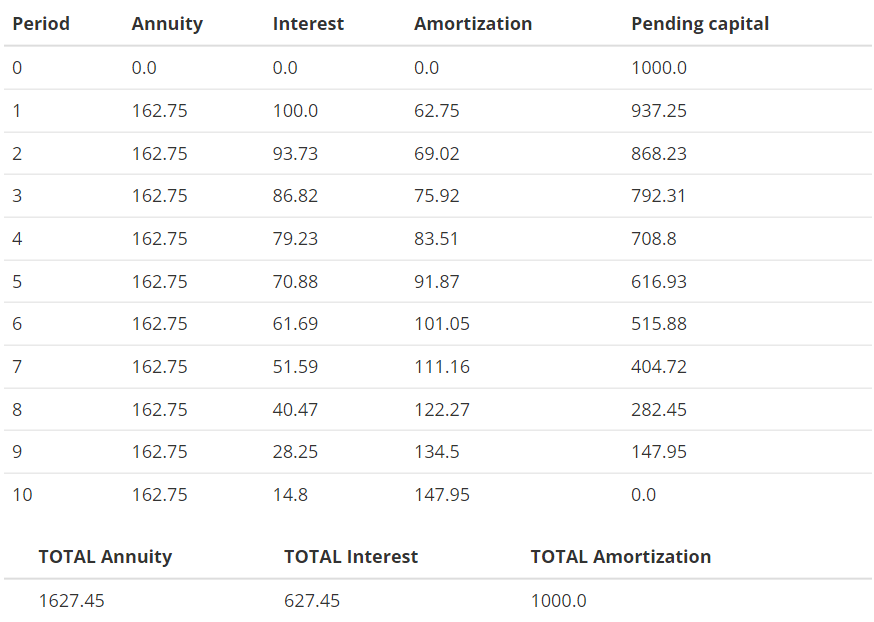 Period Annuity Interest Amortization Pending capital
0 0.0 0.0 0.0 1000.0
1 162.75 100.0 62.75 937.25
2 162.75 93.73 69.02 868.23
3 162.75 86.82 75.92 792.31
4 162.75 79.23 83.51 708.8
5 162.75 70.88 91.87 616.93
6 162.75 61.69 101.05 515.88
7 162.75 51.59 111.16 404.72
8 162.75 40.47 122.27 282.45
9 162.75 28.25 134.5 147.95
10 162.75 14.8 147.95 0.0
TOTAL Annuity TOTAL Interest TOTAL Amortization
1627.45 627.45 1000.0